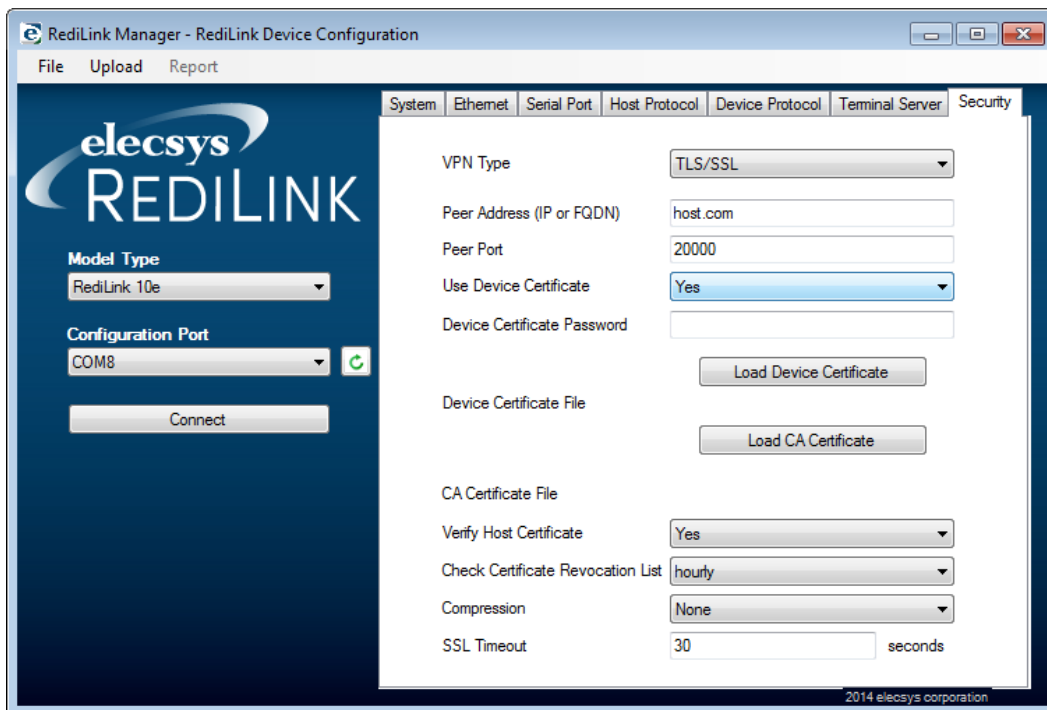 RediLink Manager - RediLink Device Configuration
File Upload Report
System Ethernet Serial Port Host Protocol Device Protocol Terminal Server Security
elecsys
REDILINK
Model Type
RediLink 10e
Configuration Port
COM8
Connect
VPN Type TLS/SSL
Peer Address (IP or FQDN) host.com
Peer Port 20000
Use Device Certificate Yes
Device Certificate Password
Load Device Certificate
Device Certificate File
Load CA Certificate
CA Certificate File
Verify Host Certificate Yes
Check Certificate Revocation List hourly
Compression None
SSL Timeout 30 seconds
2014 elecsys corporation